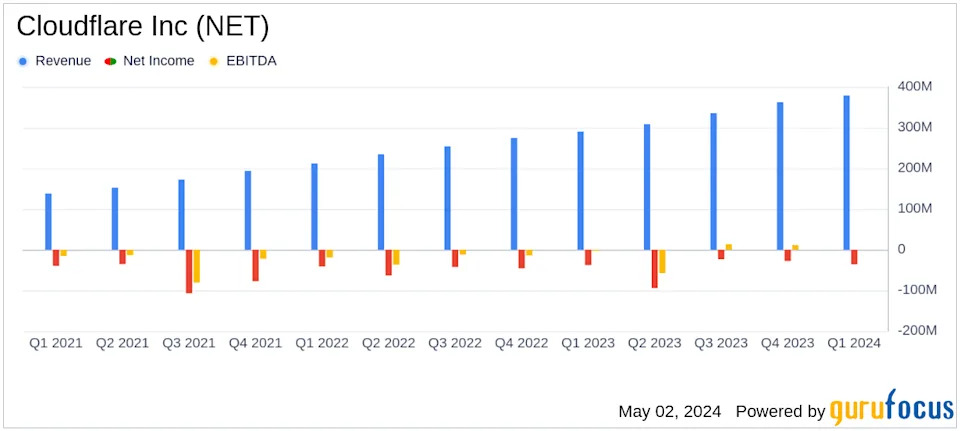 Cloudflare Inc (NET)
Revenue Net Income EBITDA
400M
300M
200M
100M
0
-100M
-200M
Q1 2021 Q2 2021 Q3 2021 Q4 2021 Q1 2022 Q2 2022 Q3 2022 Q4 2022 Q1 2023 Q2 2023 Q3 2023 Q4 2023 Q1 2024
May 02, 2024 Powered by gurufocus